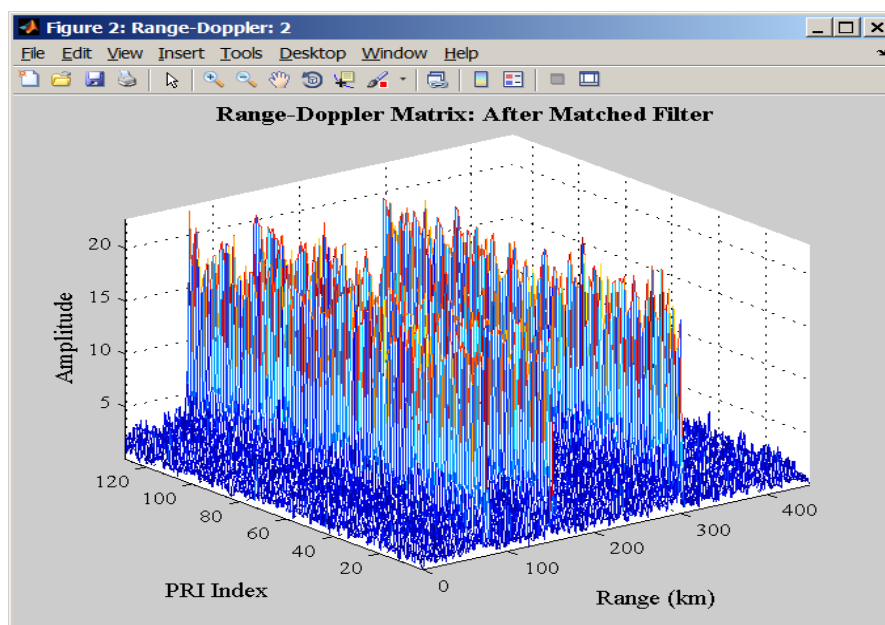 Figure 2: Range-Doppler: 2
File Edit View Insert Tools Desktop Window Help
Range-Doppler Matrix: After Matched Filter
20
15
10
5
Amplitude
120
100
80
60
40
20
PRI Index
0
100
200
300
400
Range (km)